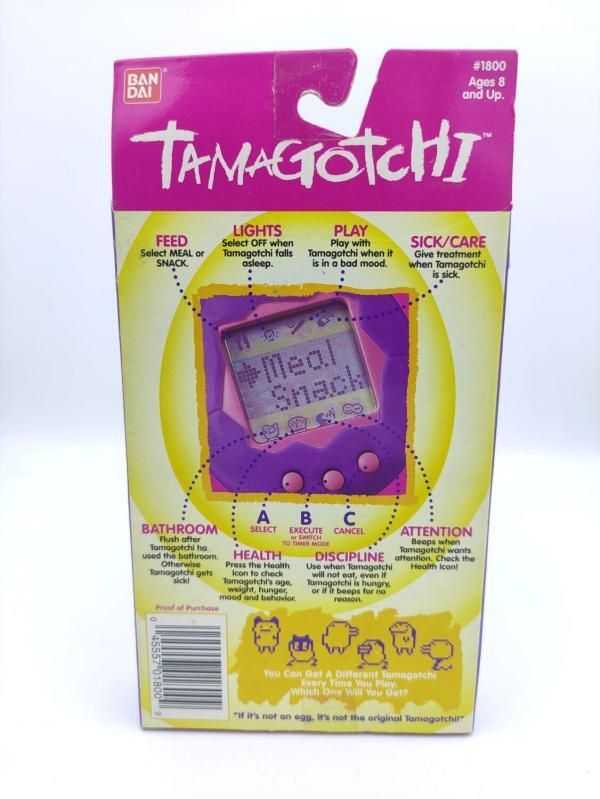 BAN
DAI
#1800
Ages 8
and Up.
TAMAGOTCHI™
FEED
Select MEAL or
SNACK.
LIGHTS
Select OFF when
Tamagotchi falls
asleep.
PLAY
Play with
Tamagotchi when it
is in a bad mood.
SICK/CARE
Give treatment
when Tamagotchi
is sick.
Meal
Snack
A
SELECT
B
EXECUTE
or SWITCH
TO TIMER MODE
C
CANCEL
BATHROOM
Flush after
Tamagotchi ha
used the bathroom.
Otherwise
Tamagotchi gets
sick!
HEALTH
Press the Health
Icon to check
Tamagotchi's age,
weight, hunger,
mood and behavior.
DISCIPLINE
Use when Tamagotchi
will not eat, even if
Tamagotchi is hungry,
or if it beeps for no
reason.
ATTENTION
Beeps when
Tamagotchi wants
attention. Check the
Health Icon!
Proof of Purchase
0 45557 01800 9
You Can Get A Different Tamagotchi
Every Time You Play.
Which One Will You Get?
"If it's not an egg, it's not the original Tamagotchi!"